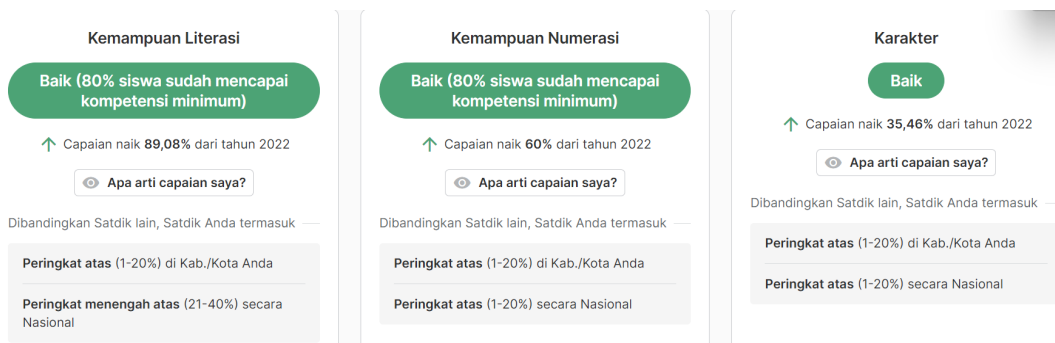 Kemampuan Literasi
Baik (80% siswa sudah mencapai
kompetensi minimum)
Capaian naik 89,08% dari tahun 2022
Apa arti capaian saya?
Dibandingkan Satdik lain, Satdik Anda termasuk
Peringkat atas (1-20%) di Kab./Kota Anda
Peringkat menengah atas (21-40%) secara
Nasional
Kemampuan Numerasi
Baik (80% siswa sudah mencapai
kompetensi minimum)
Capaian naik 60% dari tahun 2022
Apa arti capaian saya?
Dibandingkan Satdik lain, Satdik Anda termasuk
Peringkat atas (1-20%) di Kab./Kota Anda
Peringkat atas (1-20%) secara Nasional
Karakter
Baik
Capaian naik 35,46% dari tahun 2022
Apa arti capaian saya?
Dibandingkan Satdik lain, Satdik Anda termasuk
Peringkat atas (1-20%) di Kab./Kota Anda
Peringkat atas (1-20%) secara Nasional